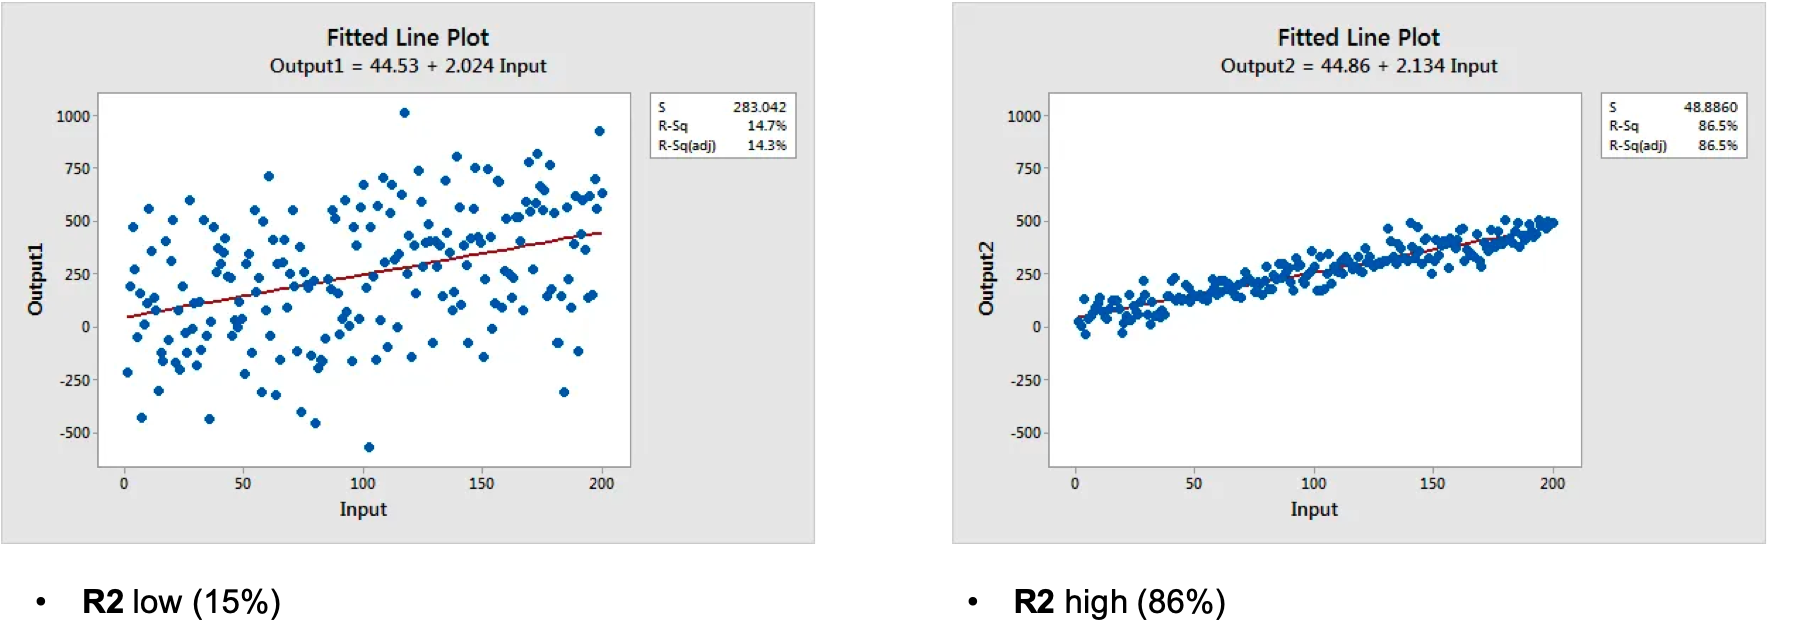 Fitted Line Plot
Output1 = 44.53 + 2.024 Input
S 283.042
R-Sq 14.7%
R-Sq(adj) 14.3%
1000
750
500
250
0
-250
-500
Output1
0 50 100 150 200
Input
• R2 low (15%)
Fitted Line Plot
Output2 = 44.86 + 2.134 Input
S 48.8860
R-Sq 86.5%
R-Sq(adj) 86.5%
1000
750
500
250
0
-250
-500
Output2
0 50 100 150 200
Input
• R2 high (86%)